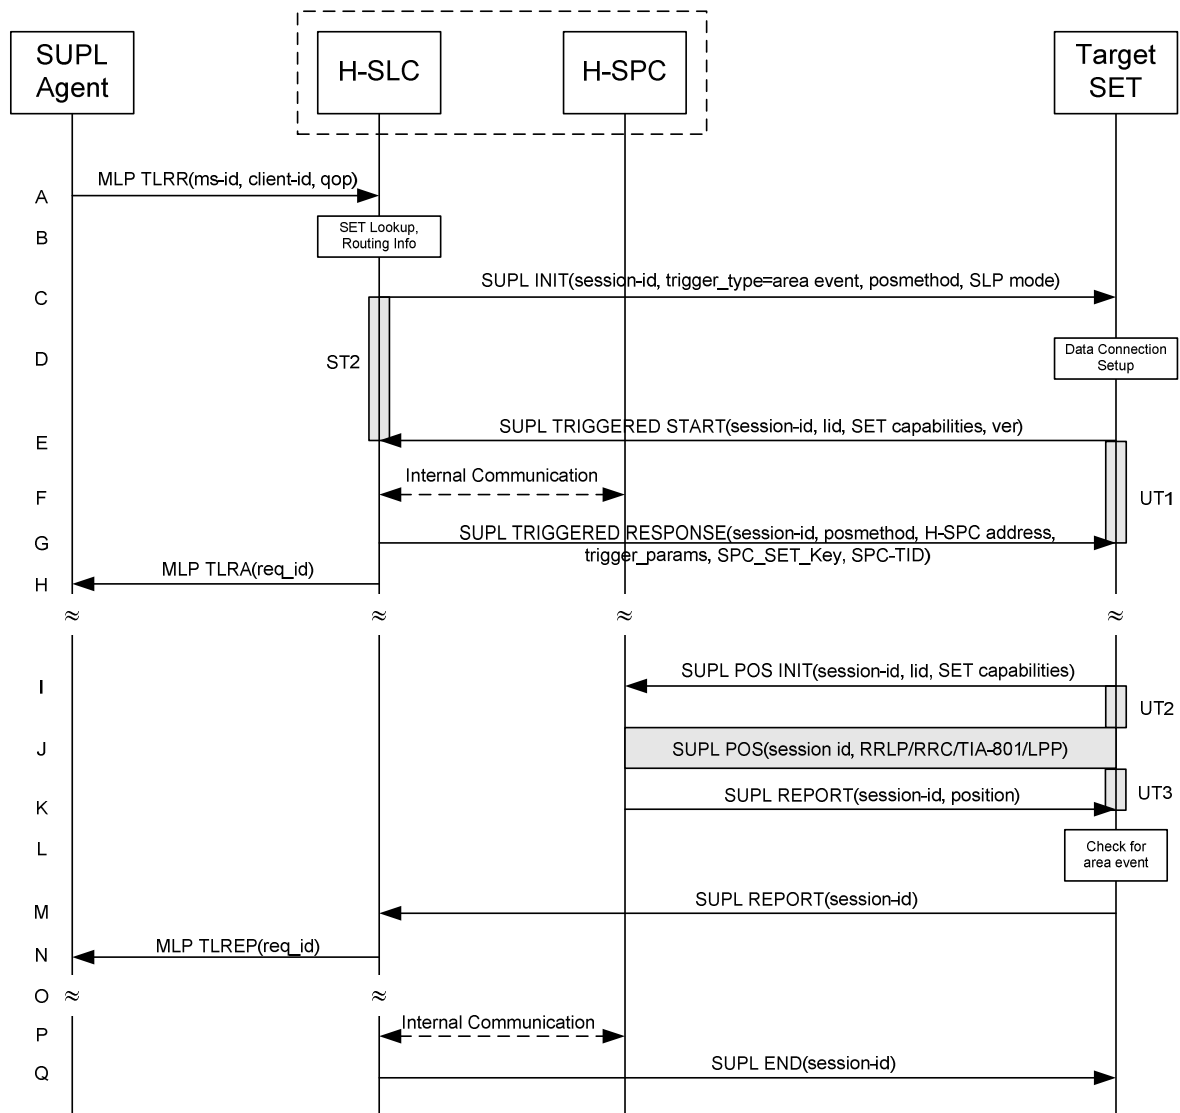 SUPL
Agent
H-SLC
H-SPC
Target
SET
A
MLP TLRR(ms-id, client-id, qop)
B
SET Lookup,
Routing Info
C
SUPL INIT(session-id, trigger_type=area event, posmethod, SLP mode)
D
ST2
Data Connection
Setup
E
SUPL TRIGGERED START(session-id, lid, SET capabilities, ver)
F
Internal Communication
UT1
G
SUPL TRIGGERED RESPONSE(session-id, posmethod, H-SPC address,
trigger_params, SPC_SET_Key, SPC-TID)
H
MLP TLRA(req_id)
≈ ≈ ≈ ≈
I
SUPL POS INIT(session-id, lid, SET capabilities)
UT2
J
SUPL POS(session id, RRLP/RRC/TIA-801/LPP)
K
SUPL REPORT(session-id, position)
UT3
L
Check for
area event
M
SUPL REPORT(session-id)
N
MLP TLREP(req_id)
O ≈ ≈
P
Internal Communication
Q
SUPL END(session-id)